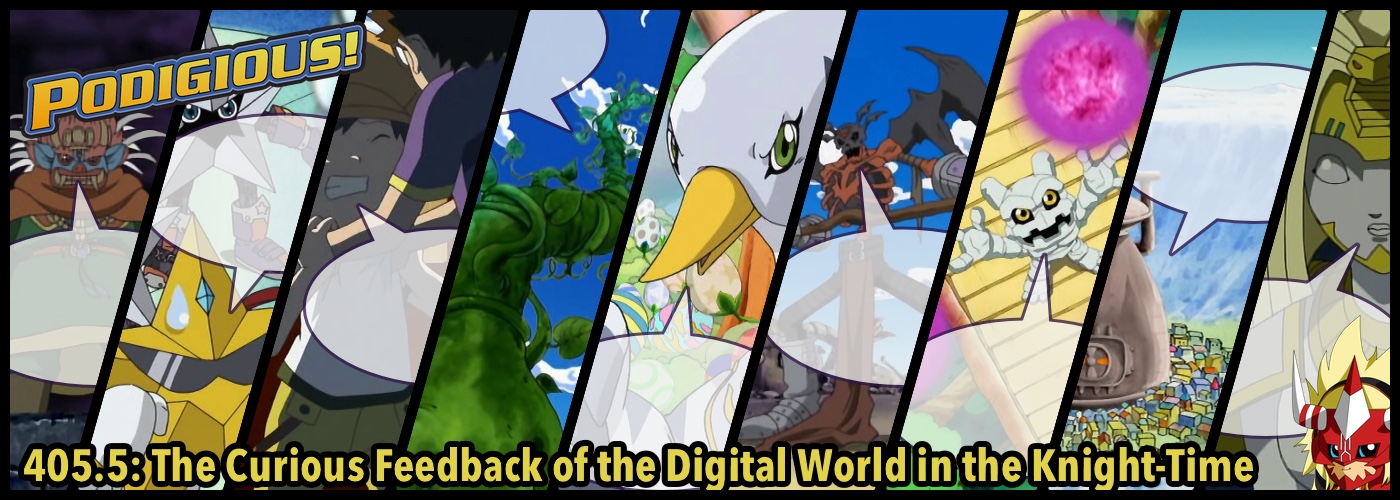 PODIGIOUS!
405.5: The Curious Feedback of the Digital World in the Knight-Time